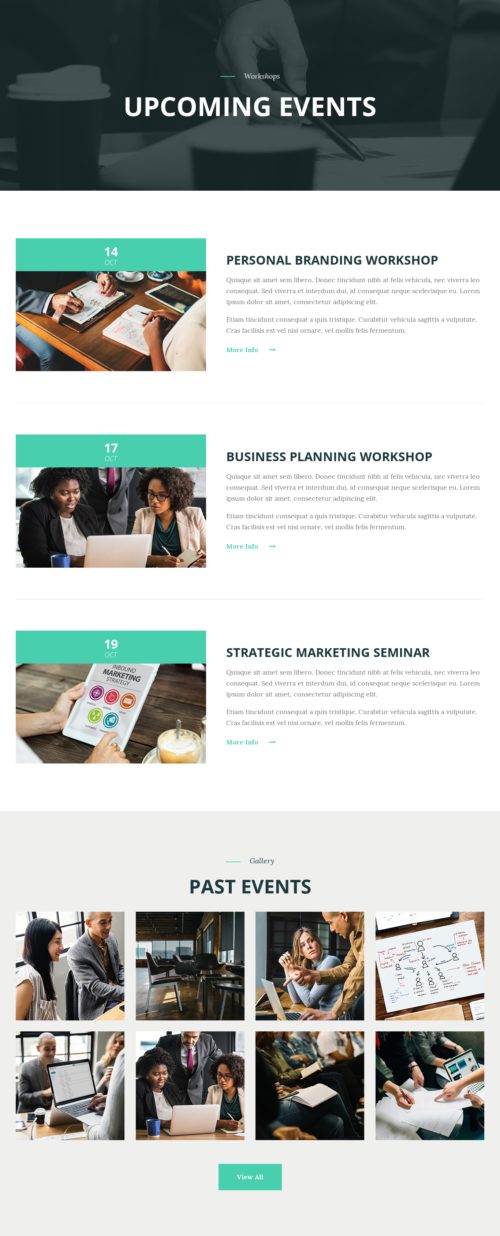 Workshops
UPCOMING EVENTS
14
OCT
PERSONAL BRANDING WORKSHOP
Quisque sit amet sem libero. Donec tincidunt nibh at felis vehicula, nec viverra leo
consequat. Sed viverra et interdum dui, id consequat neque scelerisque eu. Lorem
ipsum dolor sit amet, consectetur adipiscing elit.
Etiam tincidunt consequat a quis tristique. Curabitur vehicula sagittis a vulputate.
Cras facilisis est vel nisi ornare, vel mollis felis fermentum.
More Info
17
OCT
BUSINESS PLANNING WORKSHOP
Quisque sit amet sem libero. Donec tincidunt nibh at felis vehicula, nec viverra leo
consequat. Sed viverra et interdum dui, id consequat neque scelerisque eu. Lorem
ipsum dolor sit amet, consectetur adipiscing elit.
Etiam tincidunt consequat a quis tristique. Curabitur vehicula sagittis a vulputate.
Cras facilisis est vel nisi ornare, vel mollis felis fermentum.
More Info
19
OCT
INBOUND
MARKETING
STRATEGY
STRATEGIC MARKETING SEMINAR
Quisque sit amet sem libero. Donec tincidunt nibh at felis vehicula, nec viverra leo
consequat. Sed viverra et interdum dui, id consequat neque scelerisque eu. Lorem
ipsum dolor sit amet, consectetur adipiscing elit.
Etiam tincidunt consequat a quis tristique. Curabitur vehicula sagittis a vulputate.
Cras facilisis est vel nisi ornare, vel mollis felis fermentum.
More Info
Gallery
PAST EVENTS
View All